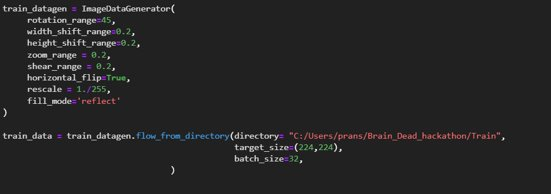 train_datagen = ImageDataGenerator(
    rotation_range=45,
    width_shift_range=0.2,
    height_shift_range=0.2,
    zoom_range = 0.2,
    shear_range = 0.2,
    horizontal_flip=True,
    rescale = 1./255,
    fill_mode='reflect'
)
train_data = train_datagen.flow_from_directory(directory= "C:/Users/prans/Brain_Dead_hackathon/Train",
                                               target_size=(224,224),
                                               batch_size=32,
                                 )